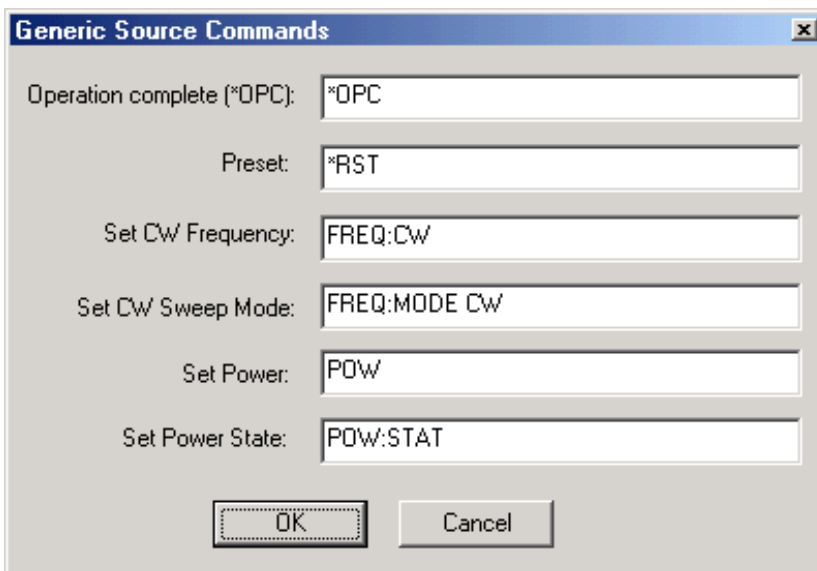 Generic Source Commands
Operation complete (*OPC): *OPC
Preset: *RST
Set CW Frequency: FREQ:CW
Set CW Sweep Mode: FREQ:MODE CW
Set Power: POW
Set Power State: POW:STAT
OK Cancel